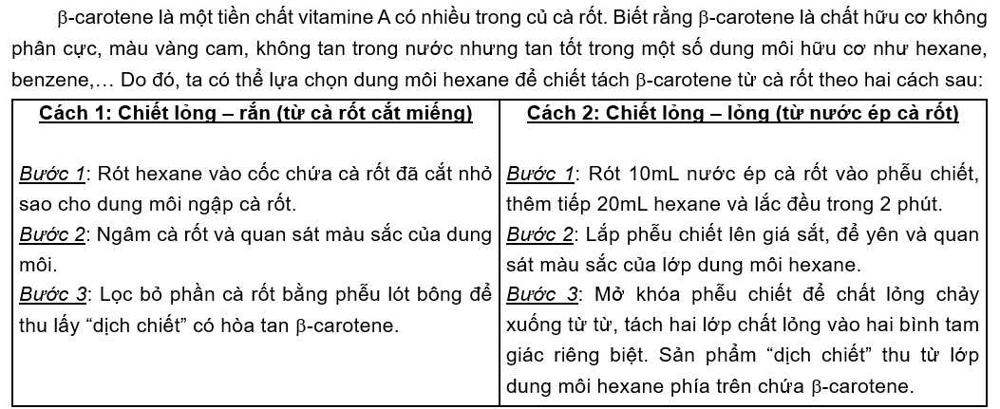 β-carotene là một tiền chất vitamine A có nhiều trong củ cà rốt. Biết rằng β-carotene là chất hữu cơ không
phân cực, màu vàng cam, không tan trong nước nhưng tan tốt trong một số dung môi hữu cơ như hexane,
benzene,… Do đó, ta có thể lựa chọn dung môi hexane để chiết tách β-carotene từ cà rốt theo hai cách sau:
Cách 1: Chiết lỏng – rắn (từ cà rốt cắt miếng)
Bước 1: Rót hexane vào cốc chứa cà rốt đã cắt nhỏ
sao cho dung môi ngập cà rốt.
Bước 2: Ngâm cà rốt và quan sát màu sắc của dung
môi.
Bước 3: Lọc bỏ phần cà rốt bằng phễu lót bông để
thu lấy “dịch chiết” có hòa tan β-carotene.
Cách 2: Chiết lỏng – lỏng (từ nước ép cà rốt)
Bước 1: Rót 10mL nước ép cà rốt vào phễu chiết,
thêm tiếp 20mL hexane và lắc đều trong 2 phút.
Bước 2: Lắp phễu chiết lên giá sắt, để yên và quan
sát màu sắc của lớp dung môi hexane.
Bước 3: Mở khóa phễu chiết để chất lỏng chảy
xuống từ từ, tách hai lớp chất lỏng vào hai bình tam
giác riêng biệt. Sản phẩm “dịch chiết” thu từ lớp
dung môi hexane phía trên chứa β-carotene.